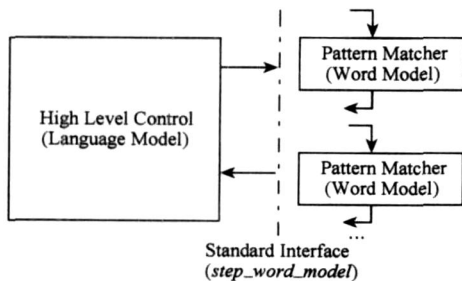 High Level Control
(Language Model)
Pattern Matcher
(Word Model)
Pattern Matcher
(Word Model)
...
Standard Interface
(step_word_model)